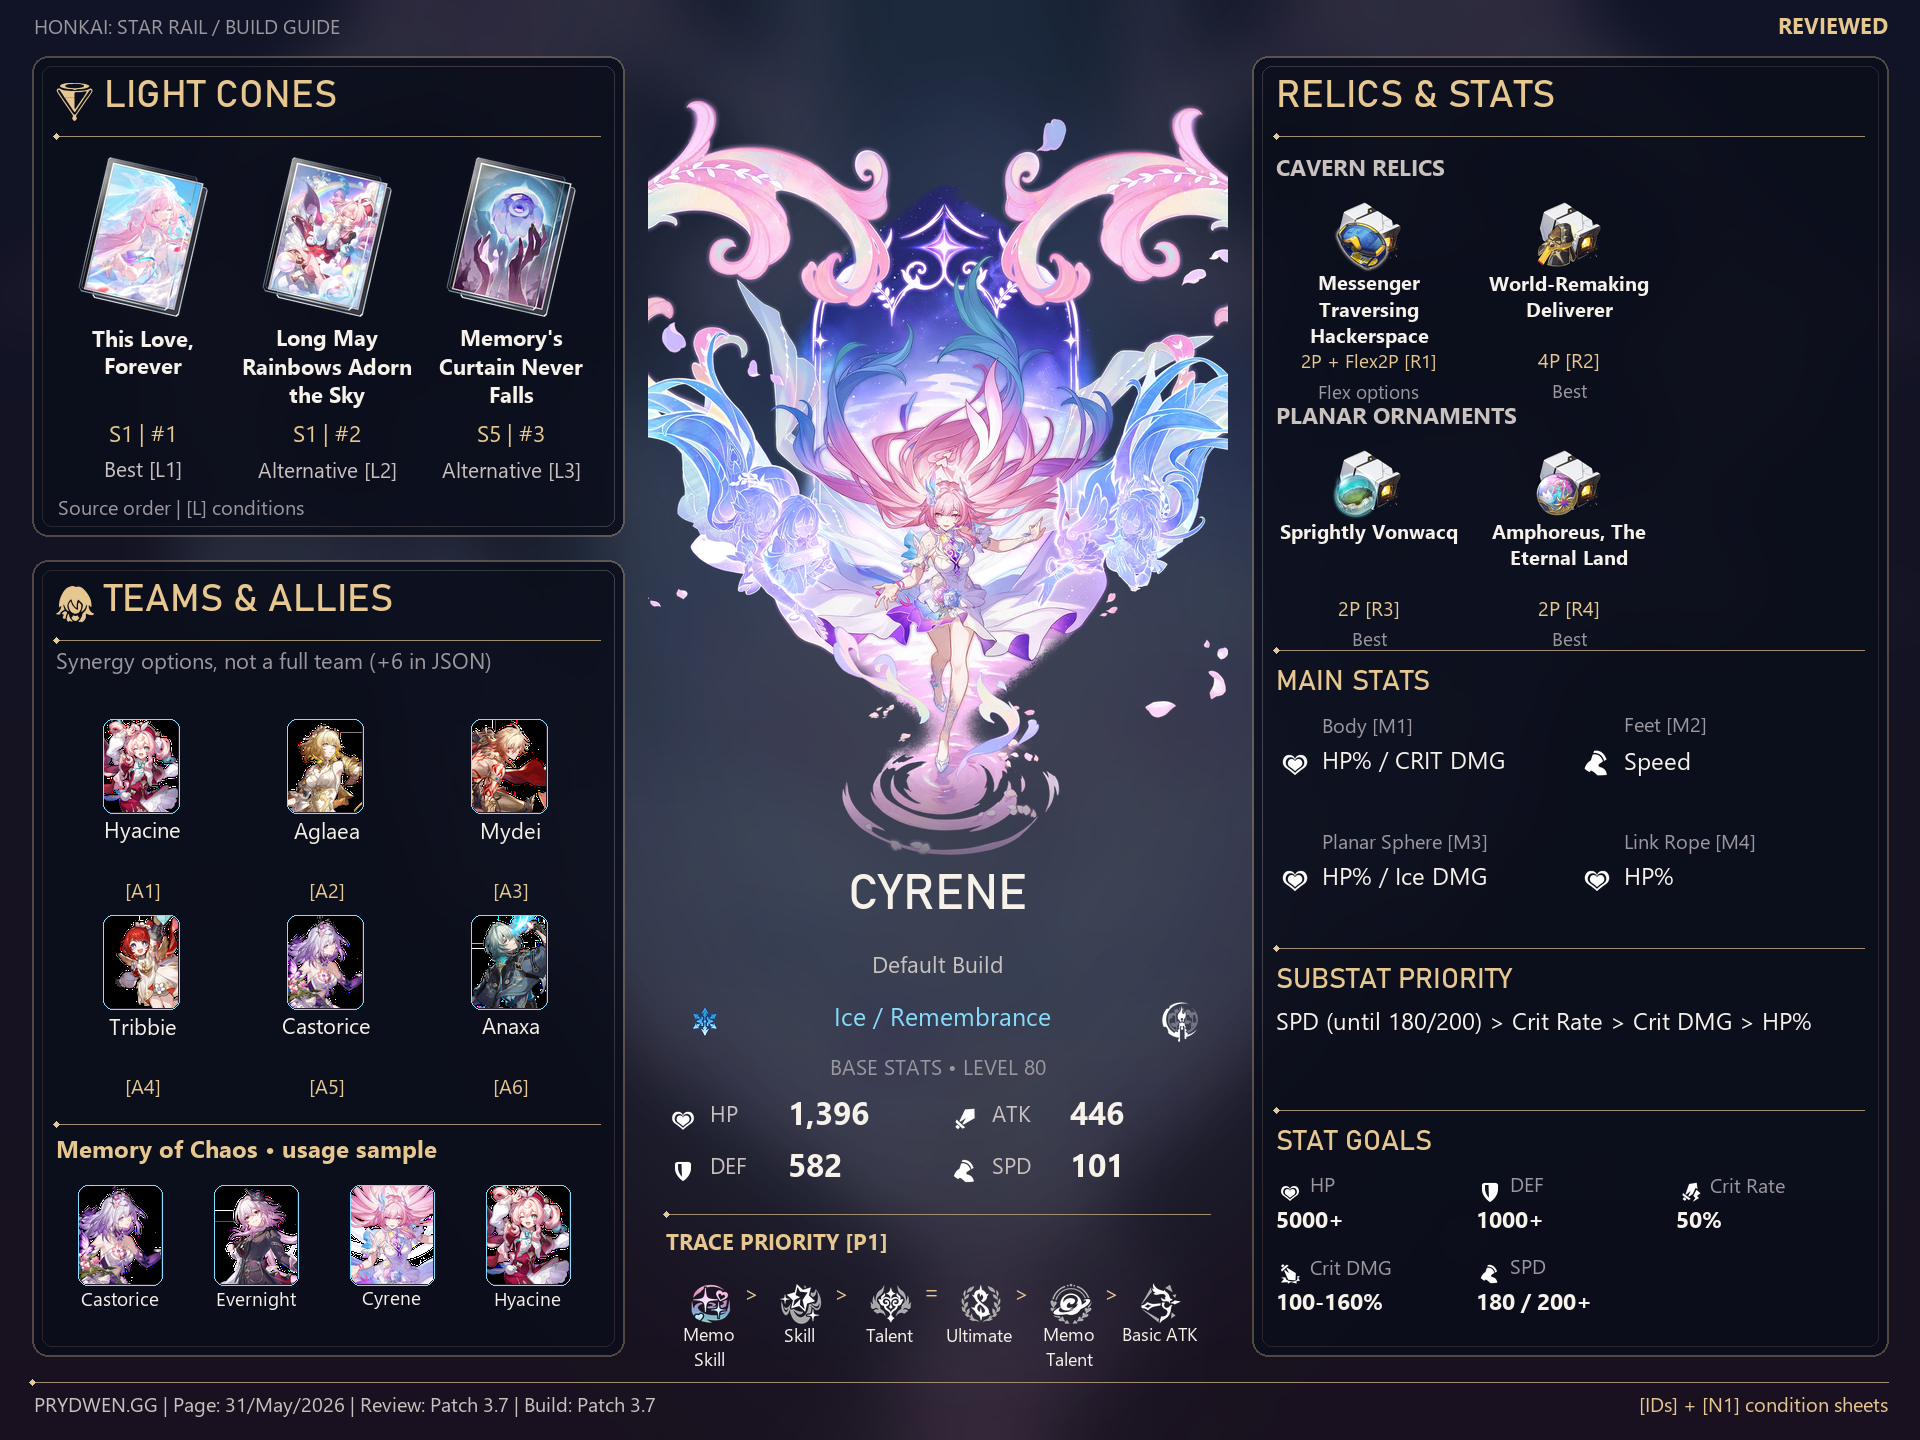 HONKAI: STAR RAIL / BUILD GUIDE
REVIEWED
LIGHT CONES
This Love, Forever
S1 | #1
Best [L1]
Long May Rainbows Adorn the Sky
S1 | #2
Alternative [L2]
Memory's Curtain Never Falls
S5 | #3
Alternative [L3]
Source order | [L] conditions
TEAMS & ALLIES
Synergy options, not a full team (+6 in JSON)
Hyacine
[A1]
Aglaea
[A2]
Mydei
[A3]
Tribbie
[A4]
Castorice
[A5]
Anaxa
[A6]
Memory of Chaos • usage sample
Castorice
Evernight
Cyrene
Hyacine
CYRENE
Default Build
Ice / Remembrance
BASE STATS • LEVEL 80
HP 1,396
ATK 446
DEF 582
SPD 101
TRACE PRIORITY [P1]
Memo Skill > Skill > Talent = Ultimate > Memo Talent > Basic ATK
RELICS & STATS
CAVERN RELICS
Messenger Traversing Hackerspace
2P + Flex2P [R1]
Flex options
World-Remaking Deliverer
4P [R2]
Best
PLANAR ORNAMENTS
Sprightly Vonwacq
2P [R3]
Best
Amphoreus, The Eternal Land
2P [R4]
Best
MAIN STATS
Body [M1]
HP% / CRIT DMG
Feet [M2]
Speed
Planar Sphere [M3]
HP% / Ice DMG
Link Rope [M4]
HP%
SUBSTAT PRIORITY
SPD (until 180/200) > Crit Rate > Crit DMG > HP%
STAT GOALS
HP
5000+
DEF
1000+
Crit Rate
50%
Crit DMG
100-160%
SPD
180 / 200+
PRYDWEN.GG | Page: 31/May/2026 | Review: Patch 3.7 | Build: Patch 3.7
[IDs] + [N1] condition sheets